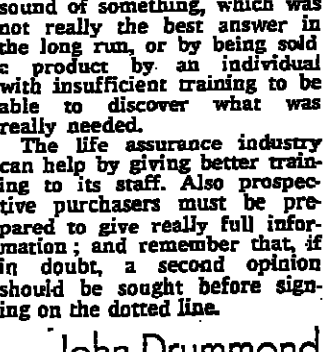 sound of something, which was
not really the best answer in
the long run, or by being sold
a product by an individual
with insufficient training to be
able to discover what was
really needed.
The life assurance industry
can help by giving better train-
ing to its staff. Also prospec-
tive purchasers must be pre-
pared to give really full infor-
mation; and remember that, if
in doubt, a second opinion
should be sought before sign-
ing on the dotted line.
John Drummond